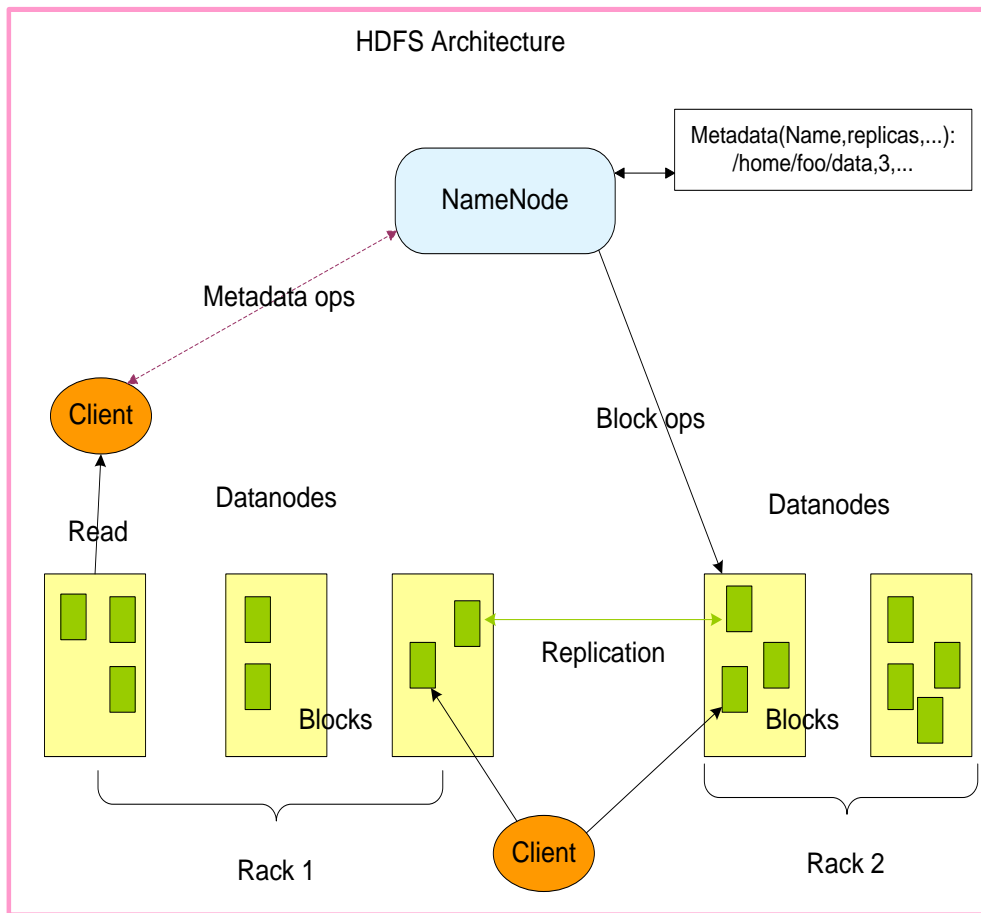 HDFS Architecture
Metadata(Name,replicas,...):
/home/foo/data,3,...
NameNode
Metadata ops
Client
Block ops
Datanodes
Datanodes
Read
Replication
Blocks
Blocks
Client
Rack 1
Rack 2